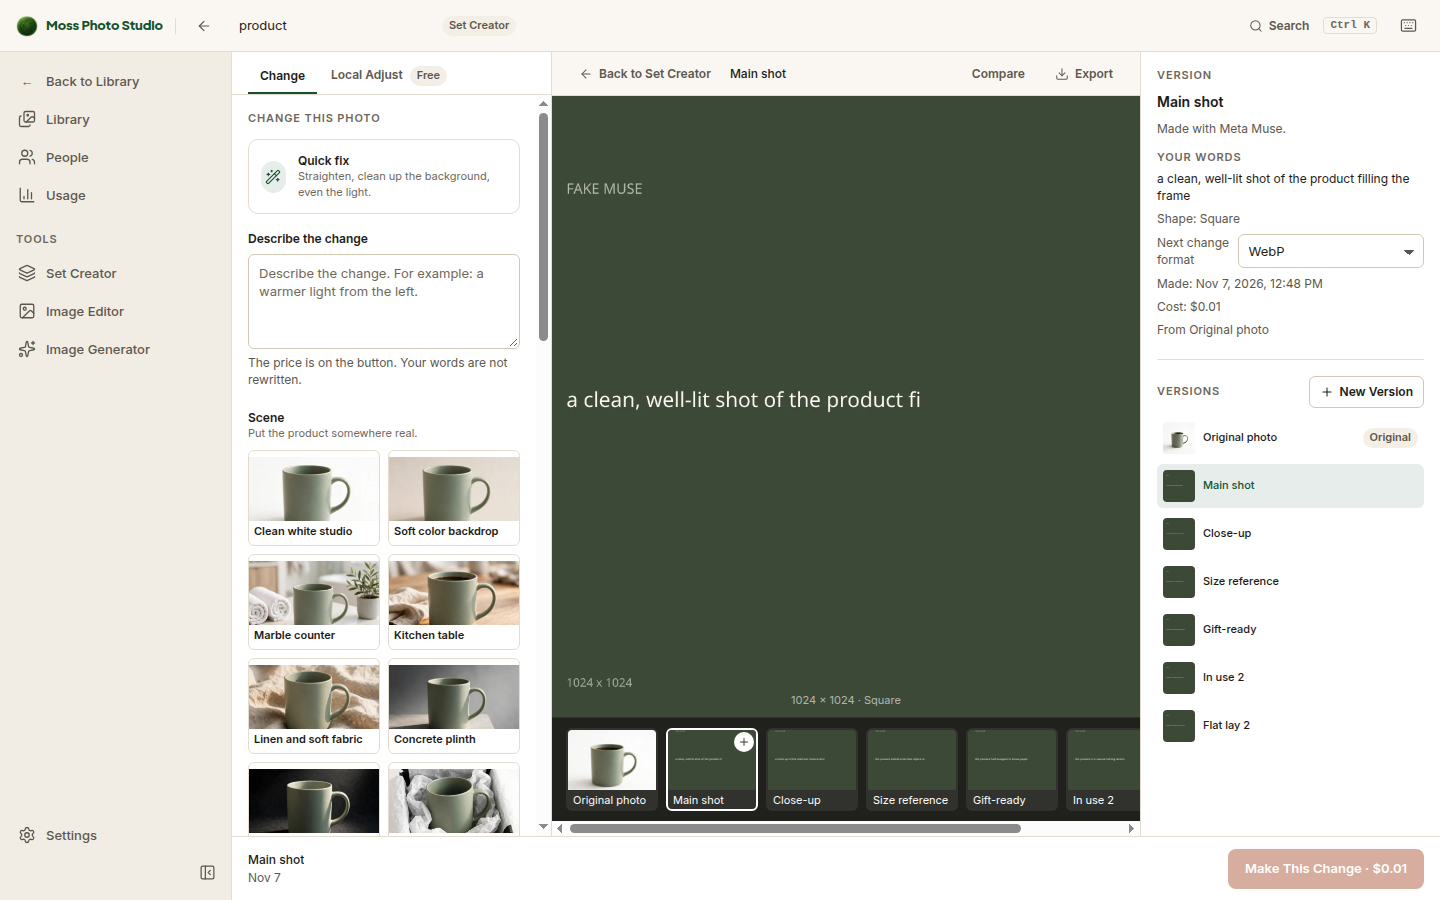 Moss Photo Studio
product
Set Creator
Search
Ctrl K
← Back to Library
Library
People
Usage
TOOLS
Set Creator
Image Editor
Image Generator
Settings
Change
Local Adjust
Free
CHANGE THIS PHOTO
Quick fix
Straighten, clean up the background,
even the light.
Describe the change
Describe the change. For example: a
warmer light from the left.
The price is on the button. Your words are not
rewritten.
Scene
Put the product somewhere real.
Clean white studio
Soft color backdrop
Marble counter
Kitchen table
Linen and soft fabric
Concrete plinth
Back to Set Creator
Main shot
Compare
Export
FAKE MUSE
a clean, well-lit shot of the product fi
1024 x 1024
1024 × 1024 · Square
Original photo
Main shot
Close-up
Size reference
Gift-ready
In use 2
VERSION
Main shot
Made with Meta Muse.
YOUR WORDS
a clean, well-lit shot of the product filling the
frame
Shape: Square
Next change
format
WebP
Made: Nov 7, 2026, 12:48 PM
Cost: $0.01
From Original photo
VERSIONS
New Version
Original photo
Original
Main shot
Close-up
Size reference
Gift-ready
In use 2
Flat lay 2
Main shot
Nov 7
Make This Change · $0.01